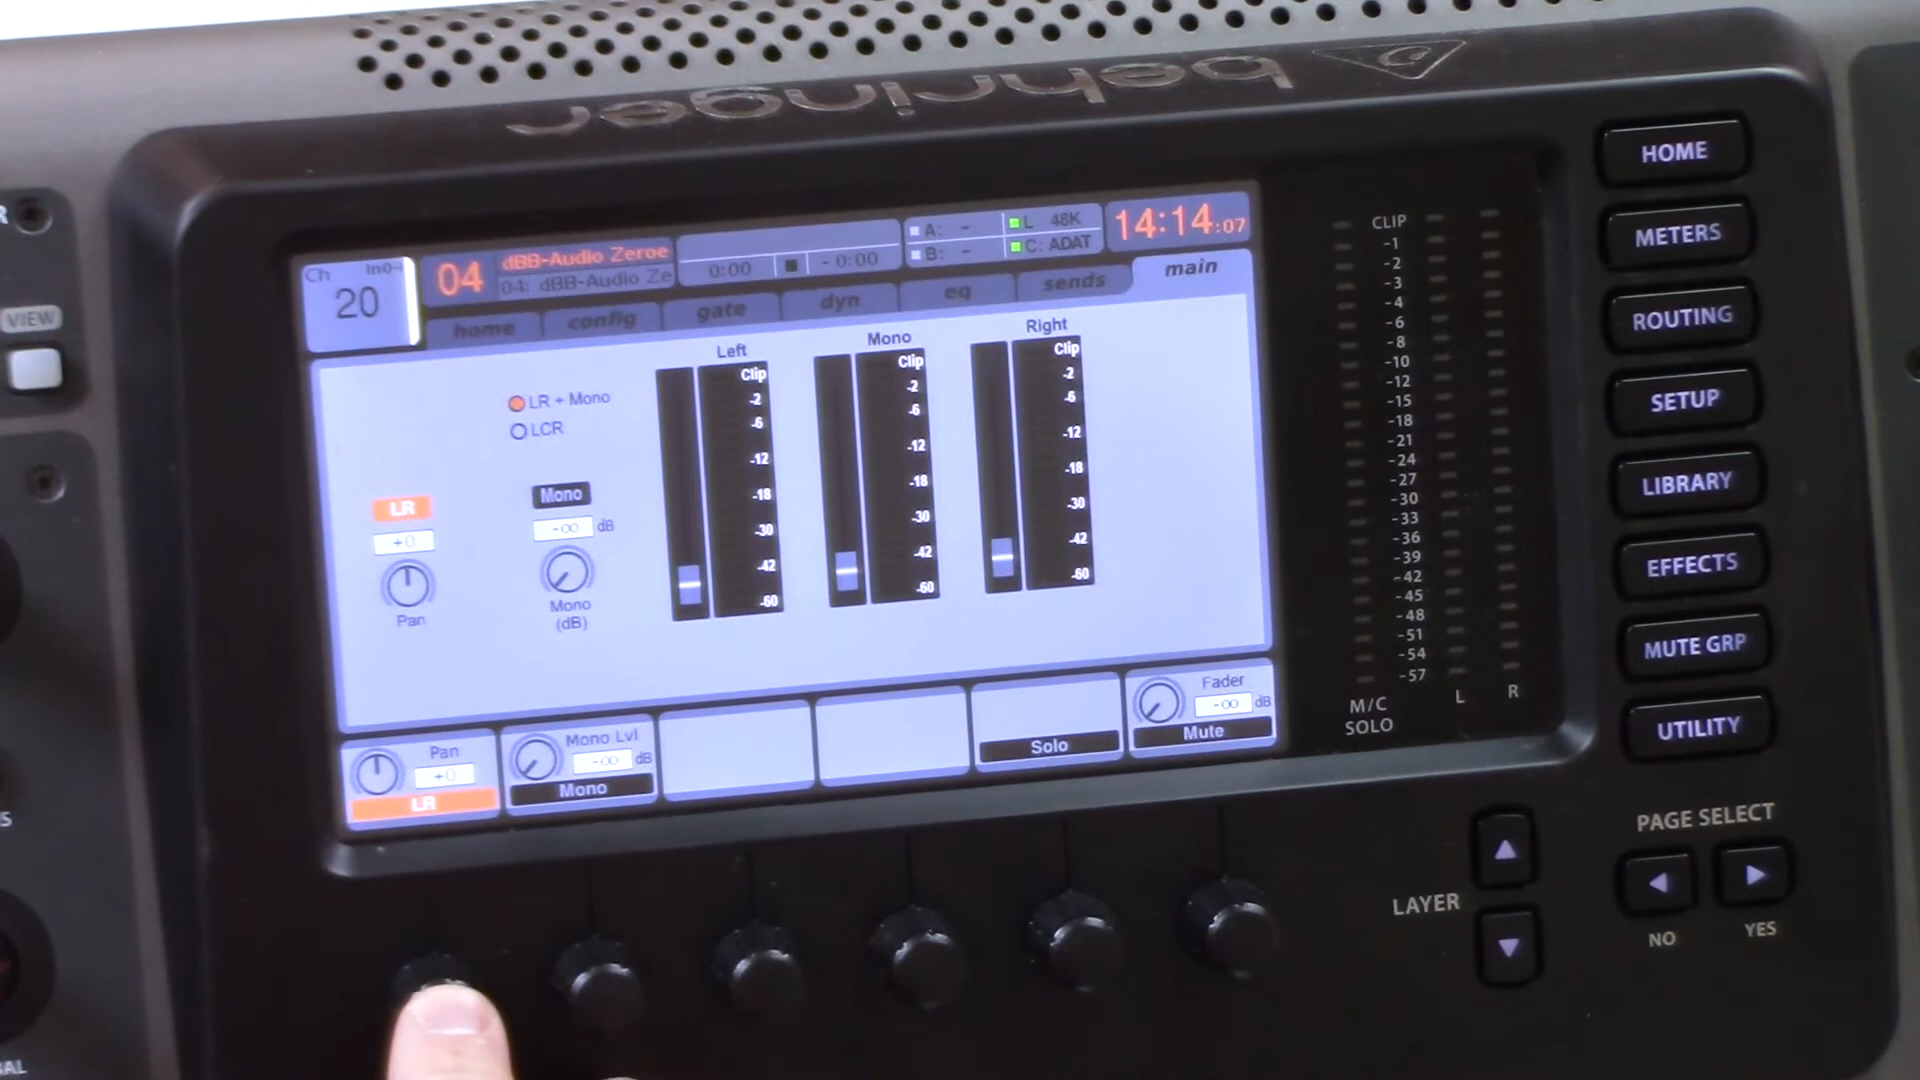 behringer
R
VIEW
S
AL
Ch
20
04
dBB-Audio Zeroe
04: dBB-Audio Ze
0:00
- 0:00
A: -
B: -
L 48K
C: ADAT
14:14:07
home
config
gate
dyn
eq
sends
main
LR + Mono
LCR
LR
+0
Pan
Mono
-oo dB
Mono
(dB)
Left
Clip
-2
-6
-12
-18
-30
-42
-60
Mono
Clip
-2
-6
-12
-18
-30
-42
-60
Right
Clip
-2
-6
-12
-18
-30
-42
-60
Pan
+0
LR
Mono Lvl
-oo dB
Mono
Solo
Fader
-oo dB
Mute
CLIP
-1
-2
-3
-4
-6
-8
-10
-12
-15
-18
-21
-24
-27
-30
-33
-36
-39
-42
-45
-48
-51
-54
-57
M/C
SOLO
L
R
HOME
METERS
ROUTING
SETUP
LIBRARY
EFFECTS
MUTE GRP
UTILITY
PAGE SELECT
NO
YES
LAYER